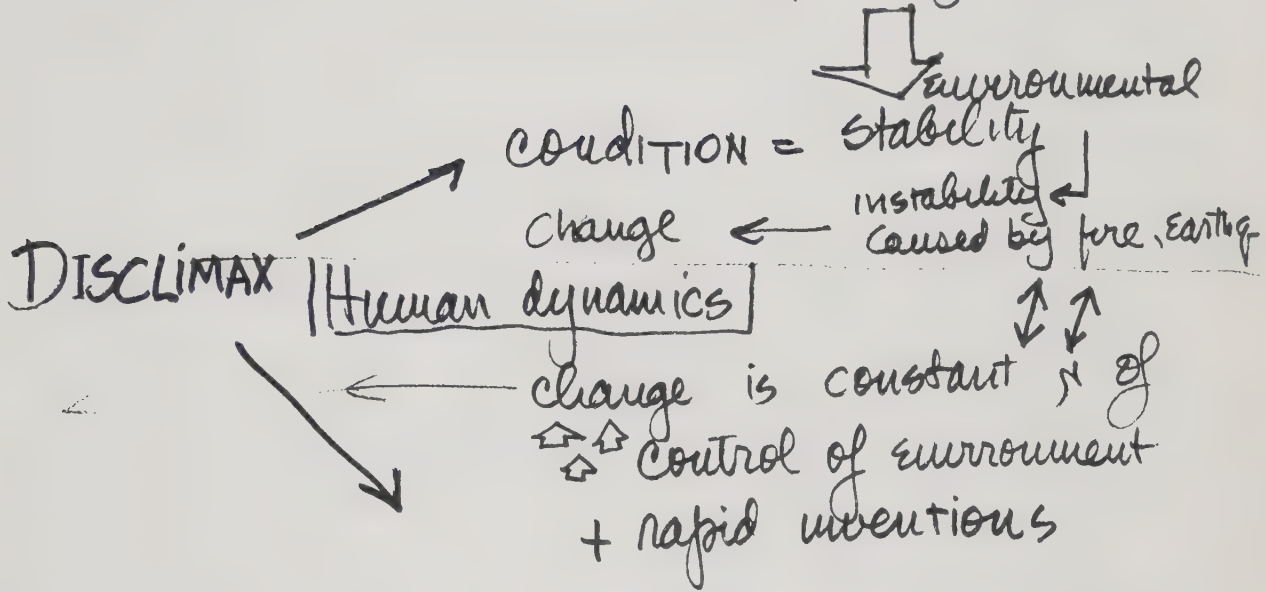 environmental
CONDITION = stability
instability
change caused by fire, Earthq
DISCLIMAX
Human dynamics
change is constant of
control of environment
+ rapid inventions